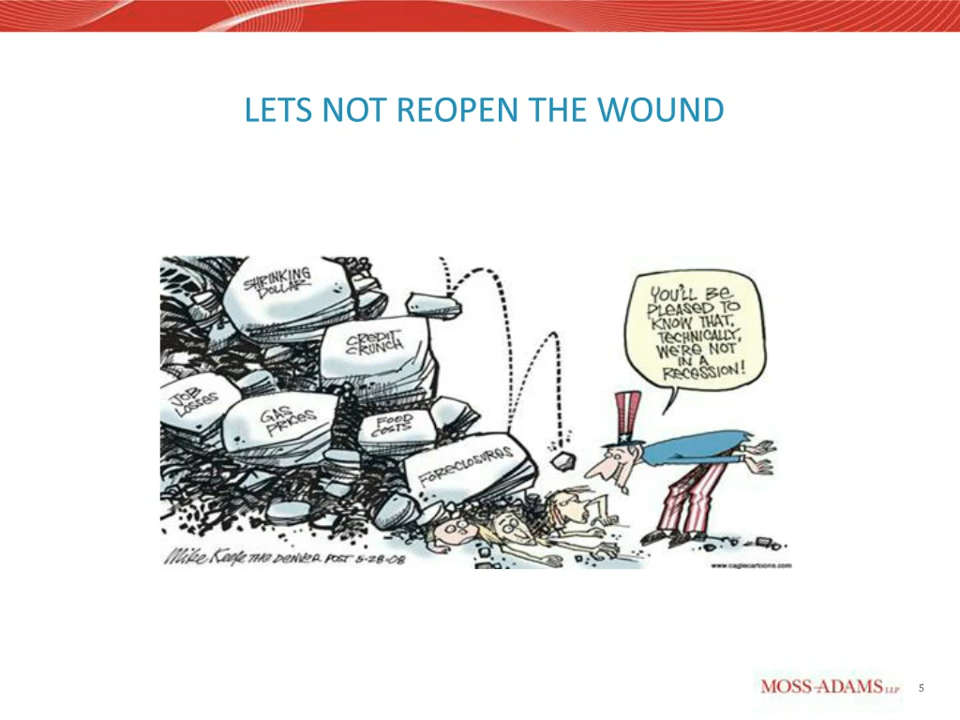 LETS NOT REOPEN THE WOUND
SHRINKING
DOLLAR
CREDIT
CRUNCH
JOB
LOSSES
GAS
PRICES
FOOD
COSTS
FORECLOSURES
YOU'LL BE
PLEASED TO
KNOW THAT,
TECHNICALLY,
WE'RE NOT
IN A
RECESSION!
Mike Keefe THE DENVER POST 5-28-08
www.caglecartoons.com
MOSS-ADAMS LLP
5